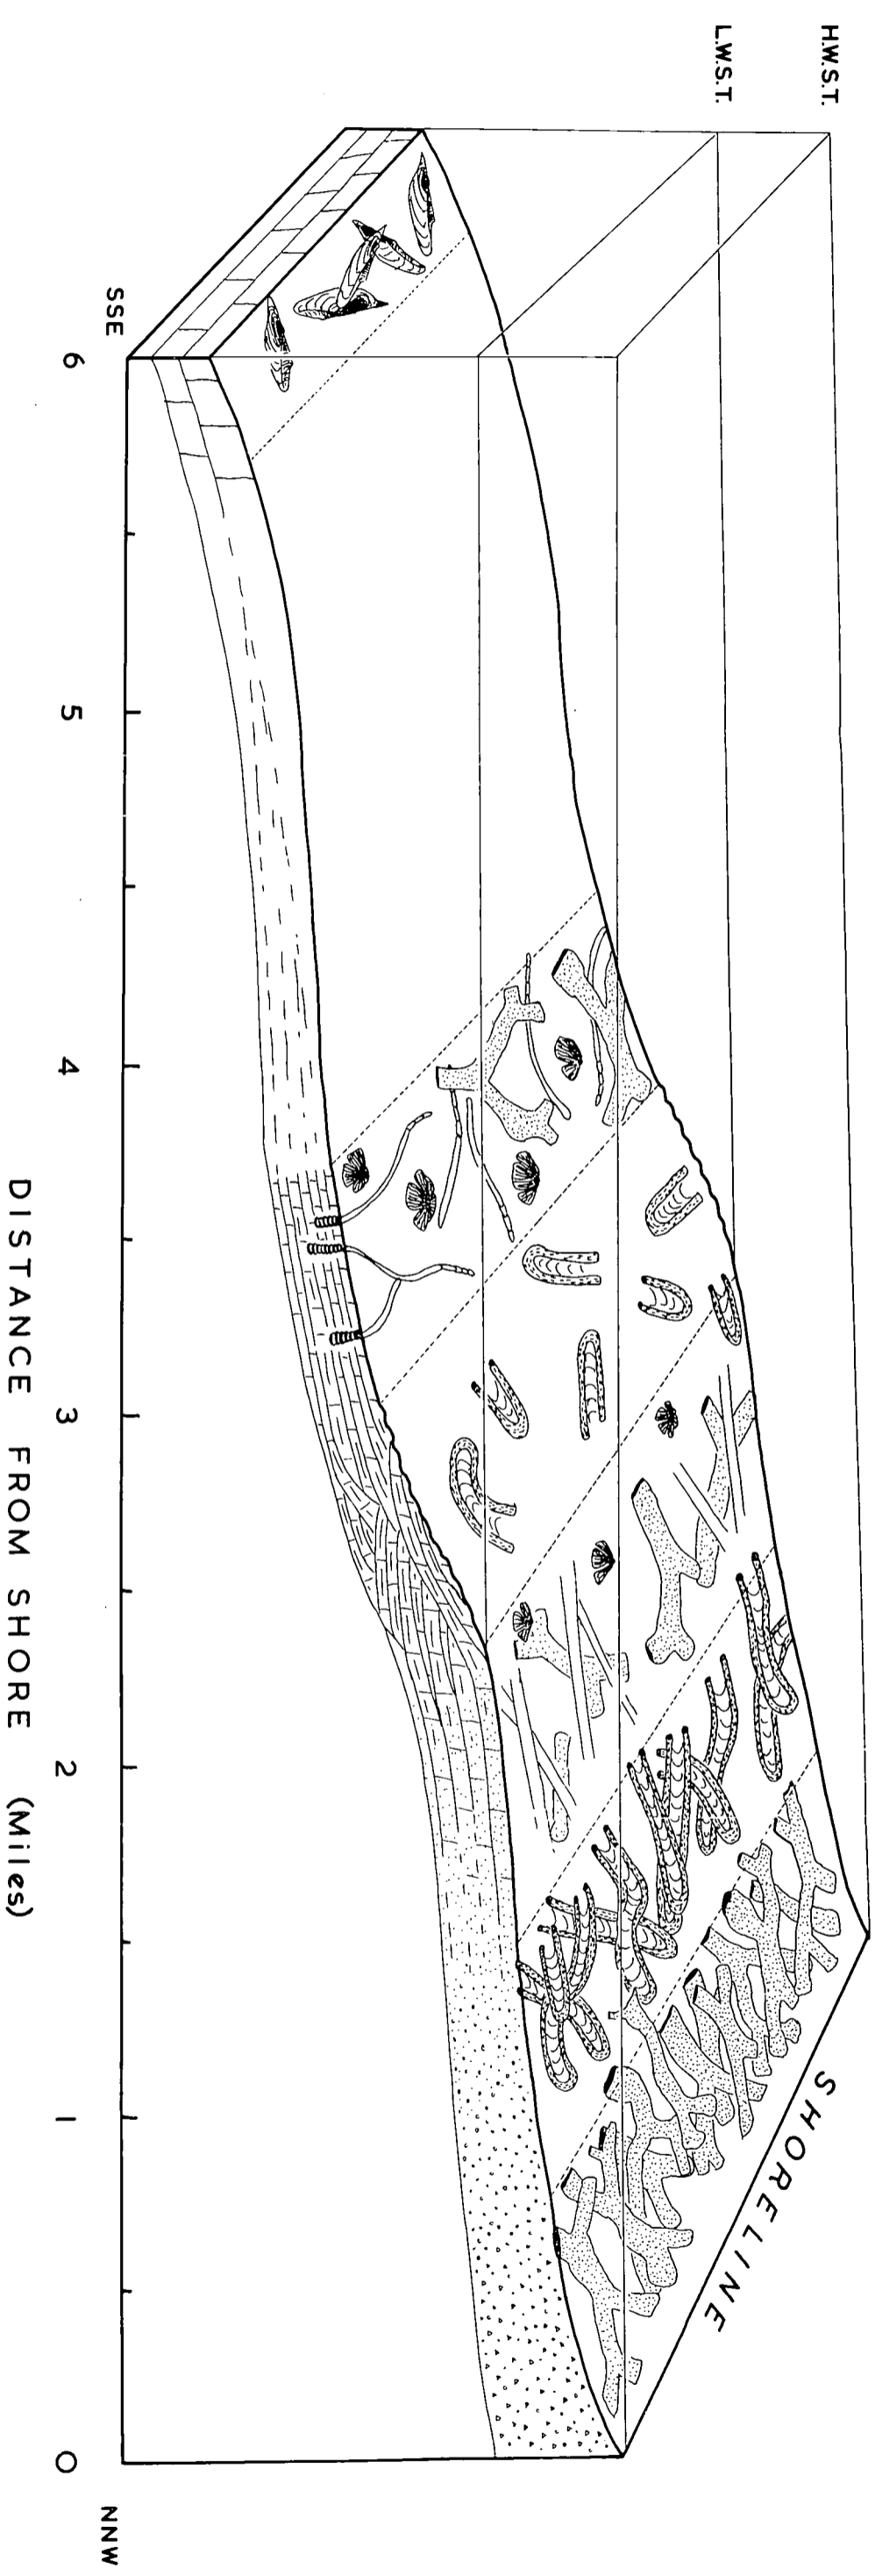 H.W.S.T.
L.W.S.T.
SHORELINE
SSE
NNW
6 5 4 3 2 1 0
DISTANCE FROM SHORE (Miles)